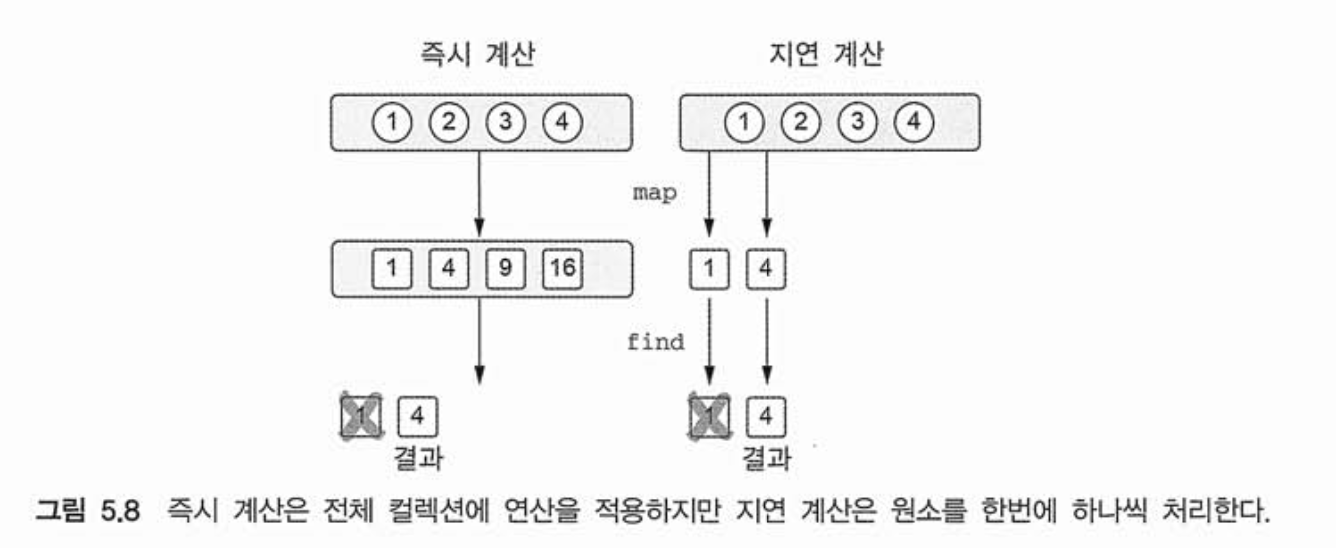 즉시 계산 지연 계산
1 2 3 4 1 2 3 4
map
1 4 9 16 1 4
find
1 4 1 4
결과 결과
그림 5.8 즉시 계산은 전체 컬렉션에 연산을 적용하지만 지연 계산은 원소를 한번에 하나씩 처리한다.